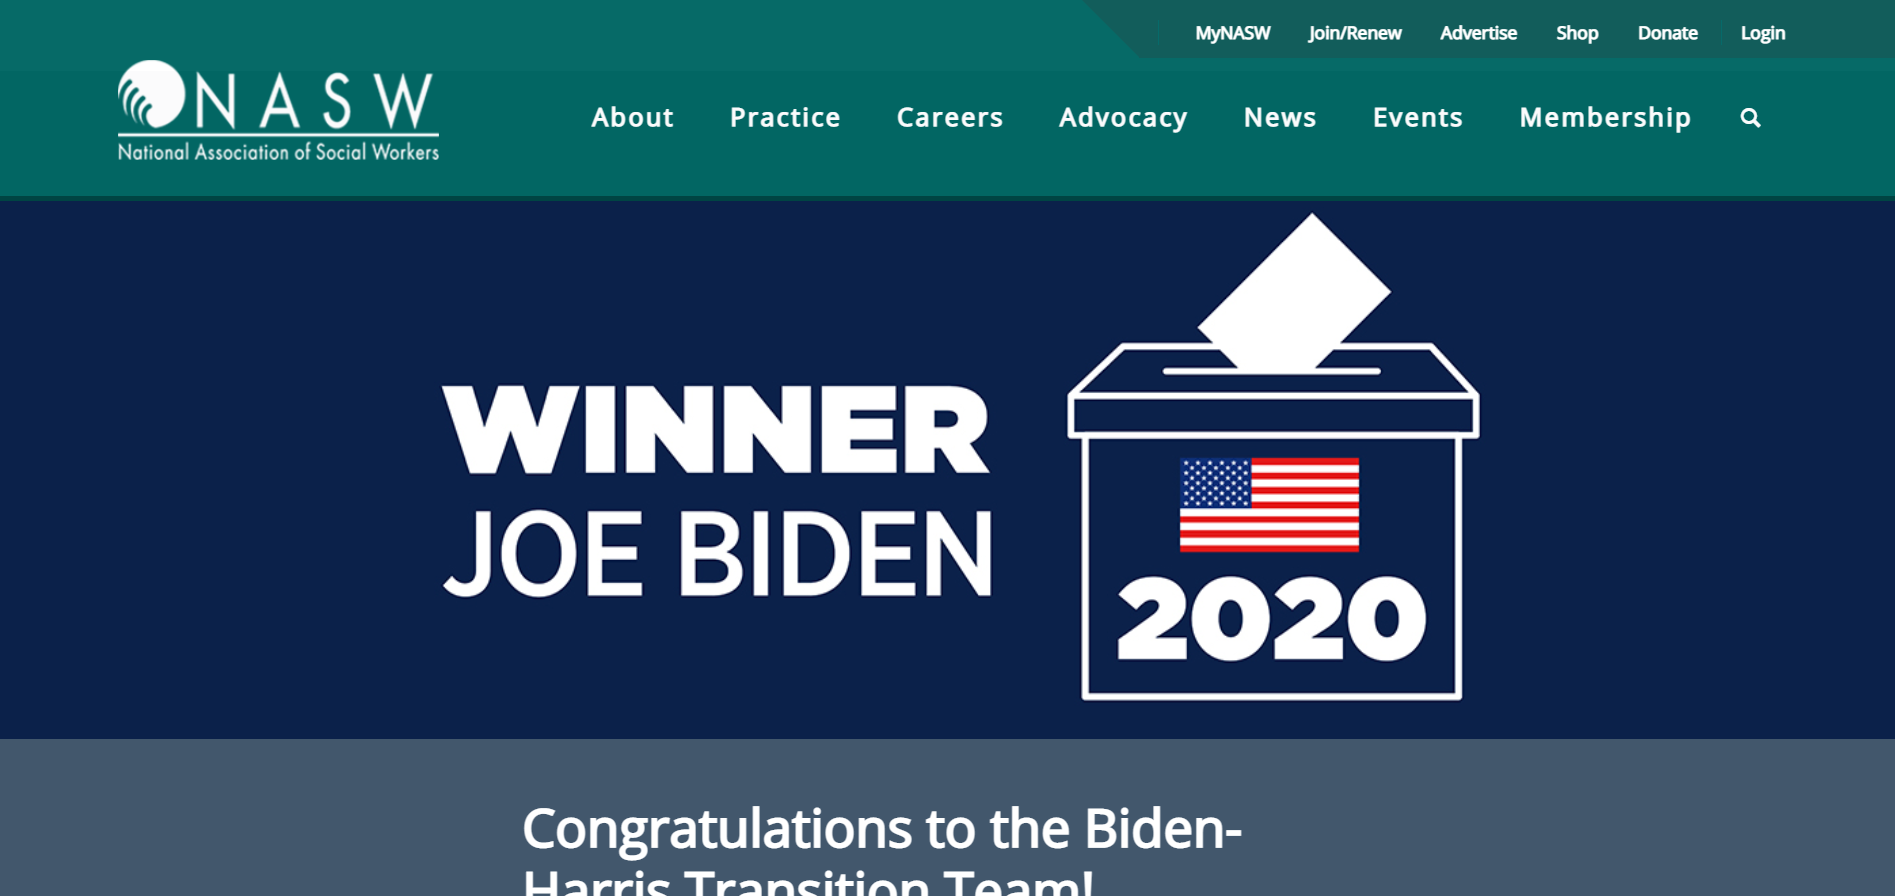 MyNASW Join/Renew Advertise Shop Donate Login
NASW
National Association of Social Workers
About Practice Careers Advocacy News Events Membership
WINNER
JOE BIDEN
2020
Congratulations to the Biden-
Harris Transition Team!